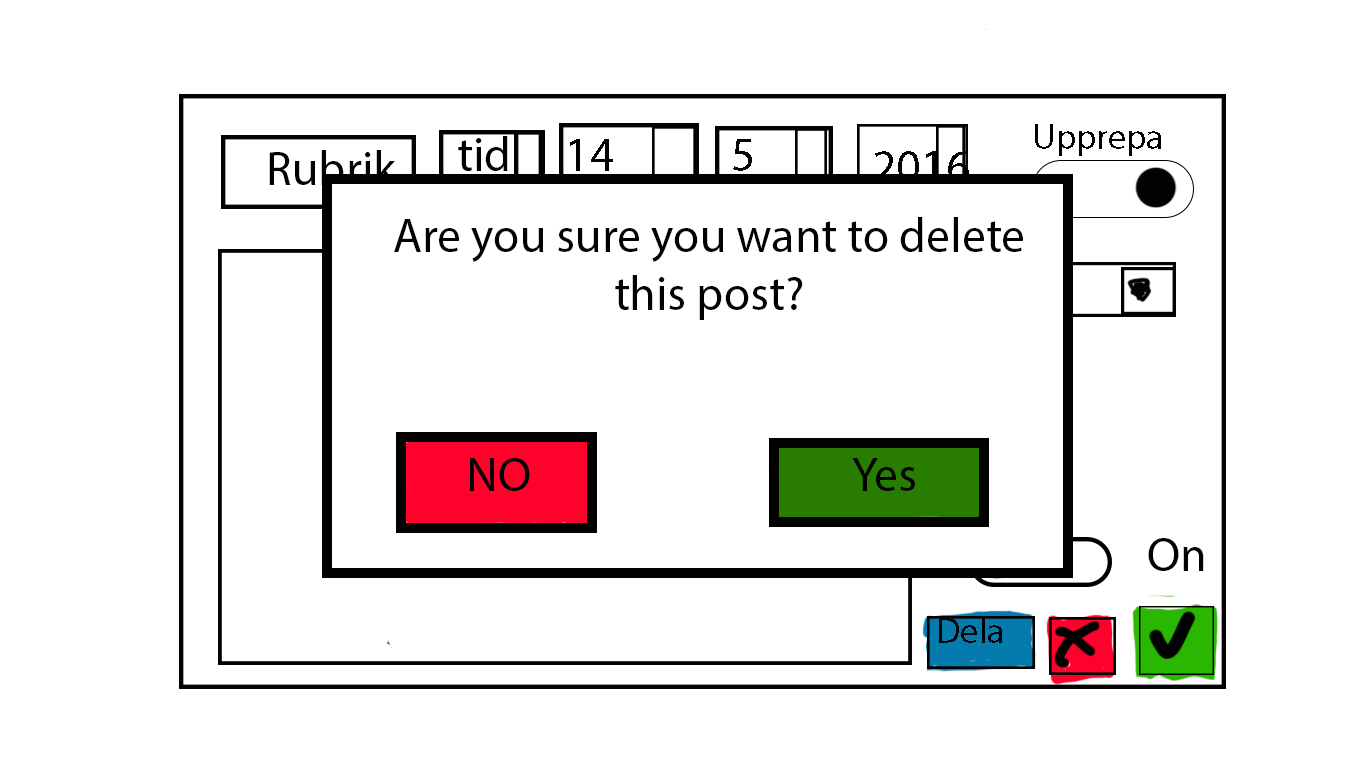 Rubrik
tid
14
5
2016
Upprepa
Are you sure you want to delete
this post?
NO
Yes
On
Dela